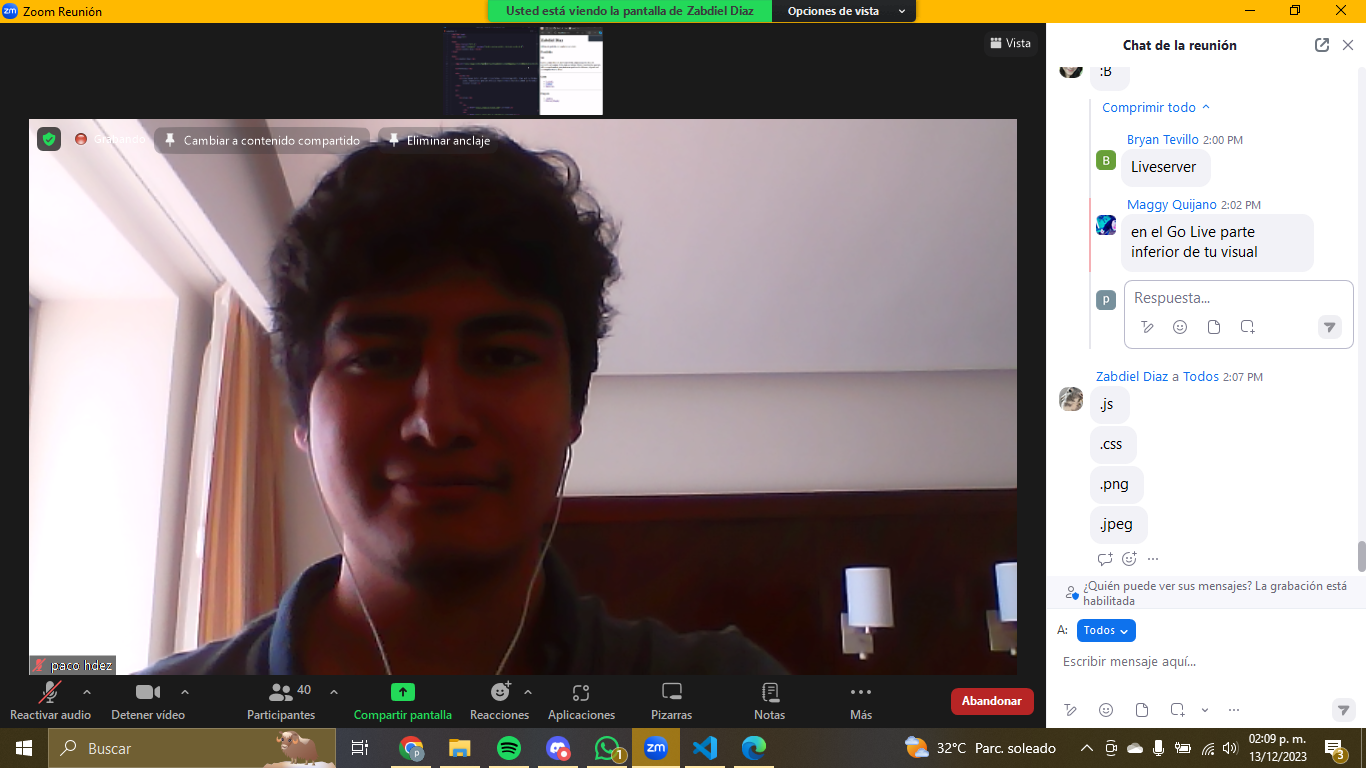 Zoom Reunión
Usted está viendo la pantalla de Zabdiel Diaz
Opciones de vista
Vista
Grabando
Cambiar a contenido compartido
Eliminar anclaje
paco hdez
Chat de la reunión
:B
Comprimir todo
Bryan Tevillo 2:00 PM
B
Liveserver
Maggy Quijano 2:02 PM
en el Go Live parte
inferior de tu visual
p
Respuesta...
Zabdiel Diaz a Todos 2:07 PM
.js
.css
.png
.jpeg
¿Quién puede ver sus mensajes? La grabación está
habilitada
A: Todos
Escribir mensaje aquí...
40
Reactivar audio
Detener vídeo
Participantes
Compartir pantalla
Reacciones
Aplicaciones
Pizarras
Notas
Más
Abandonar
Buscar
P
1
zm
32°C Parc. soleado
02:09 p. m.
13/12/2023
3